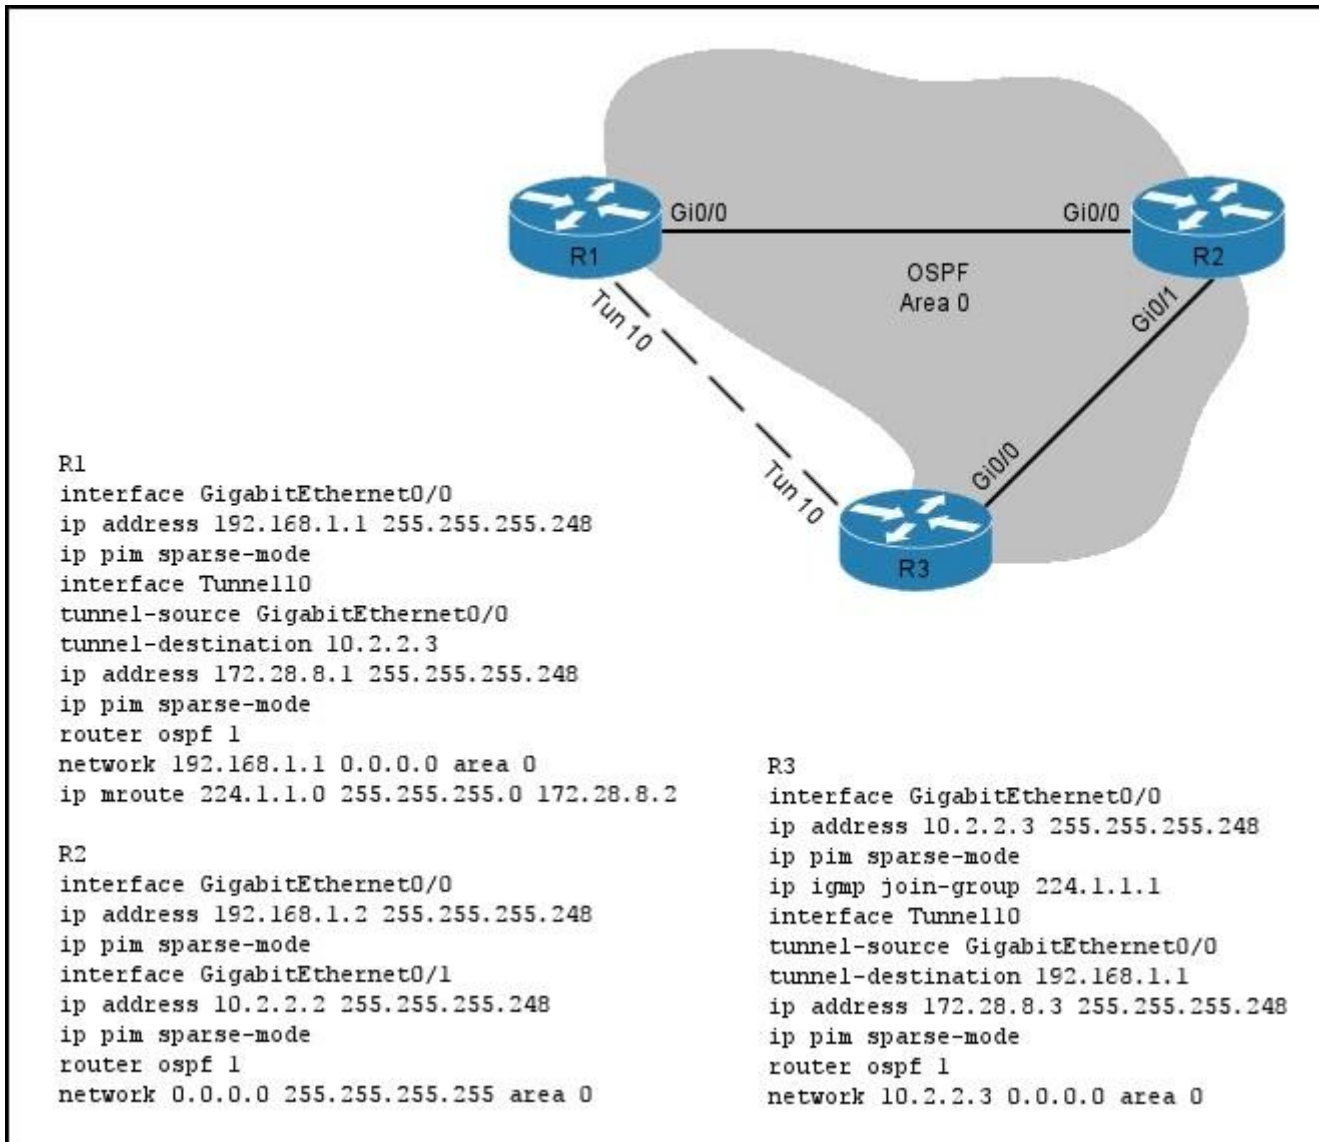 Gi0/0
Gi0/0
R1
R2
OSPF
Area 0
Gi0/1
Tun 10
Gi0/0
Tun 10
R3
R1
interface GigabitEthernet0/0
ip address 192.168.1.1 255.255.255.248
ip pim sparse-mode
interface Tunnel10
tunnel-source GigabitEthernet0/0
tunnel-destination 10.2.2.3
ip address 172.28.8.1 255.255.255.248
ip pim sparse-mode
router ospf 1
network 192.168.1.1 0.0.0.0 area 0
ip mroute 224.1.1.0 255.255.255.0 172.28.8.2
R2
interface GigabitEthernet0/0
ip address 192.168.1.2 255.255.255.248
ip pim sparse-mode
interface GigabitEthernet0/1
ip address 10.2.2.2 255.255.255.248
ip pim sparse-mode
router ospf 1
network 0.0.0.0 255.255.255.255 area 0
R3
interface GigabitEthernet0/0
ip address 10.2.2.3 255.255.255.248
ip pim sparse-mode
ip igmp join-group 224.1.1.1
interface Tunnel10
tunnel-source GigabitEthernet0/0
tunnel-destination 192.168.1.1
ip address 172.28.8.3 255.255.255.248
ip pim sparse-mode
router ospf 1
network 10.2.2.3 0.0.0.0 area 0